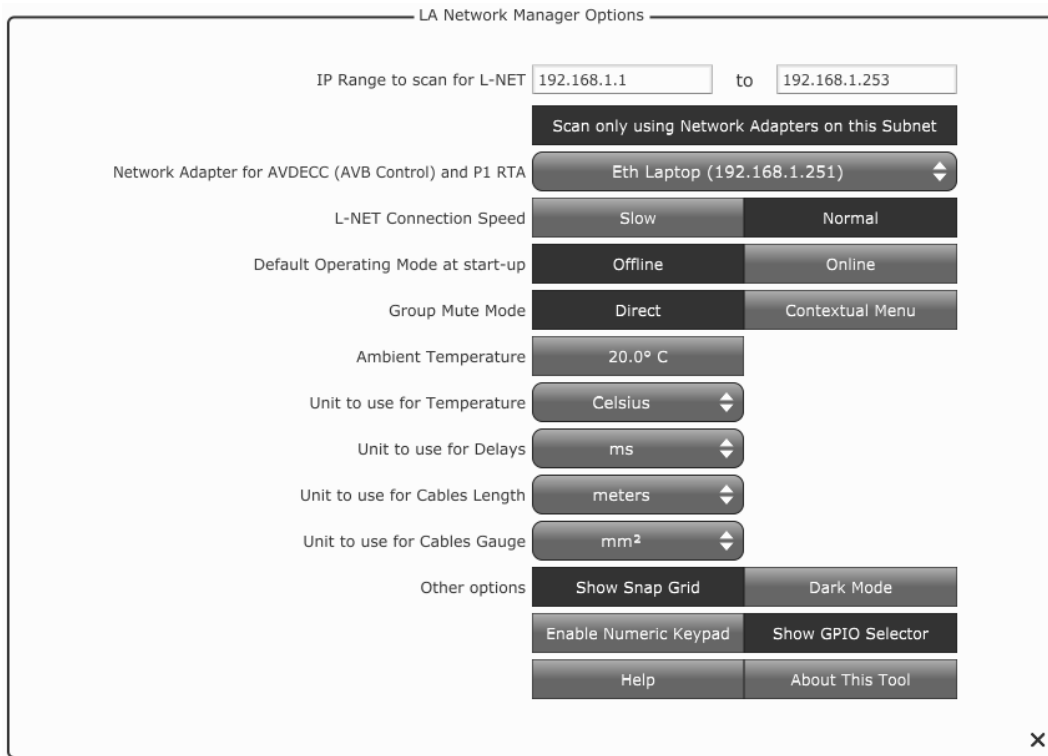 LA Network Manager Options
IP Range to scan for L-NET 192.168.1.1 to 192.168.1.253
Scan only using Network Adapters on this Subnet
Network Adapter for AVDECC (AVB Control) and P1 RTA Eth Laptop (192.168.1.251)
L-NET Connection Speed Slow Normal
Default Operating Mode at start-up Offline Online
Group Mute Mode Direct Contextual Menu
Ambient Temperature 20.0° C
Unit to use for Temperature Celsius
Unit to use for Delays ms
Unit to use for Cables Length meters
Unit to use for Cables Gauge mm²
Other options Show Snap Grid Dark Mode
Enable Numeric Keypad Show GPIO Selector
Help About This Tool